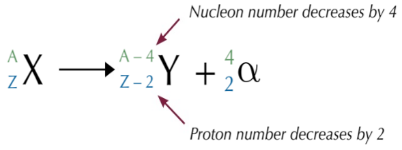 Nucleon number decreases by 4
A
Z X → A – 4
Z – 2 Y + 4
2 α
Proton number decreases by 2